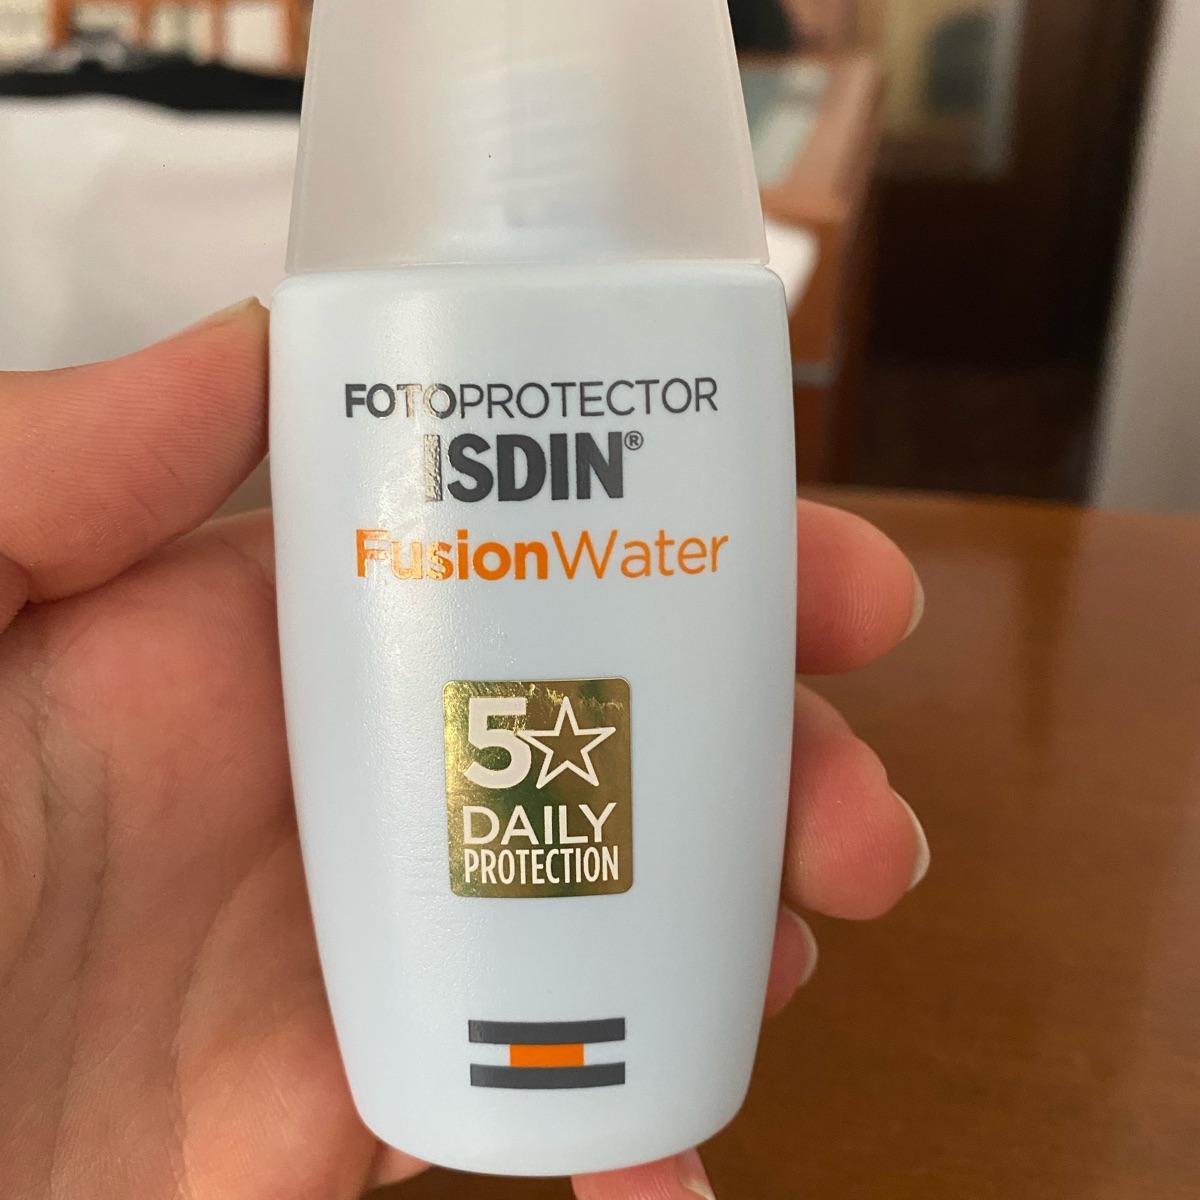 FOTOPROTECTOR
ISDIN®
FusionWater
5☆
DAILY
PROTECTION